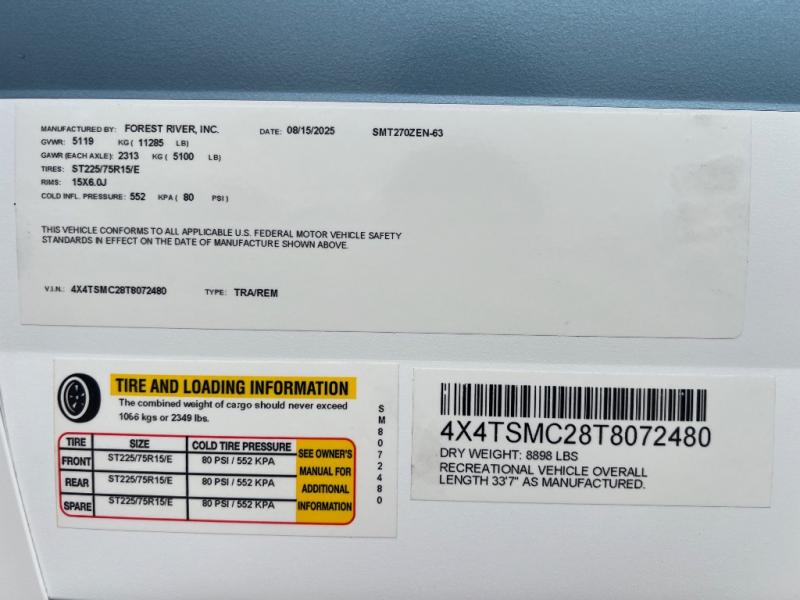 MANUFACTURED BY: FOREST RIVER, INC. DATE: 08/15/2025 SMT270ZEN-63
GVWR: 5119 KG ( 11285 LB)
GAWR (EACH AXLE): 2313 KG ( 5100 LB)
TIRES: ST225/75R15/E
RIMS: 15X6.0J
COLD INFL. PRESSURE: 552 KPA ( 80 PSI )
THIS VEHICLE CONFORMS TO ALL APPLICABLE U.S. FEDERAL MOTOR VEHICLE SAFETY
STANDARDS IN EFFECT ON THE DATE OF MANUFACTURE SHOWN ABOVE.
V.I.N.: 4X4TSMC28T8072480 TYPE: TRA/REM
TIRE AND LOADING INFORMATION
The combined weight of cargo should never exceed
1066 kgs or 2349 lbs.
TIRE SIZE COLD TIRE PRESSURE
FRONT ST225/75R15/E 80 PSI / 552 KPA
REAR ST225/75R15/E 80 PSI / 552 KPA
SPARE ST225/75R15/E 80 PSI / 552 KPA
SEE OWNER'S
MANUAL FOR
ADDITIONAL
INFORMATION
SM8072480
4X4TSMC28T8072480
DRY WEIGHT: 8898 LBS
RECREATIONAL VEHICLE OVERALL
LENGTH 33'7" AS MANUFACTURED.